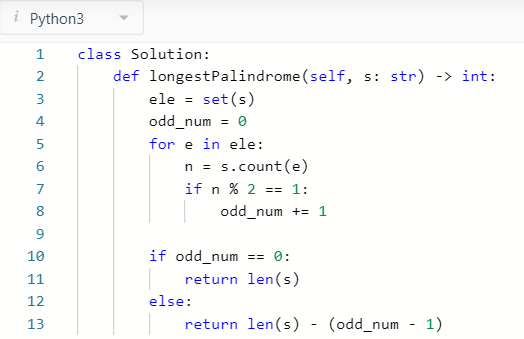 i Python3
1 class Solution:
2     def longestPalindrome(self, s: str) -> int:
3         ele = set(s)
4         odd_num = 0
5         for e in ele:
6             n = s.count(e)
7             if n % 2 == 1:
8                 odd_num += 1
9
10         if odd_num == 0:
11             return len(s)
12         else:
13             return len(s) - (odd_num - 1)